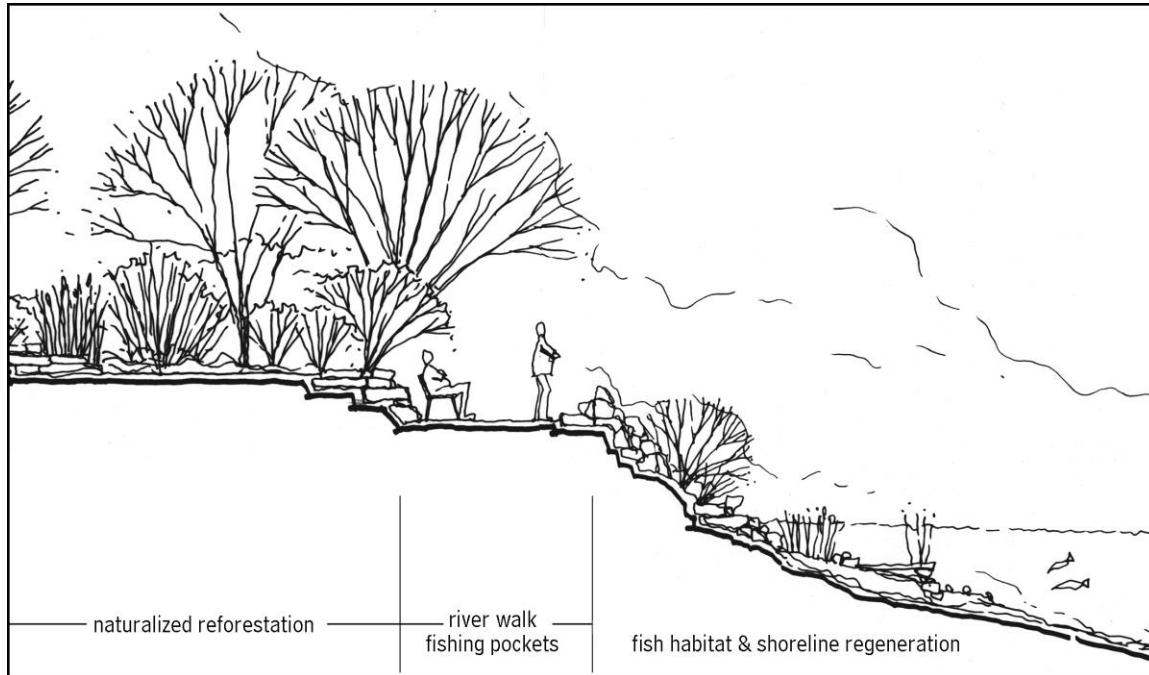 naturalized reforestation
river walk
fishing pockets
fish habitat & shoreline regeneration